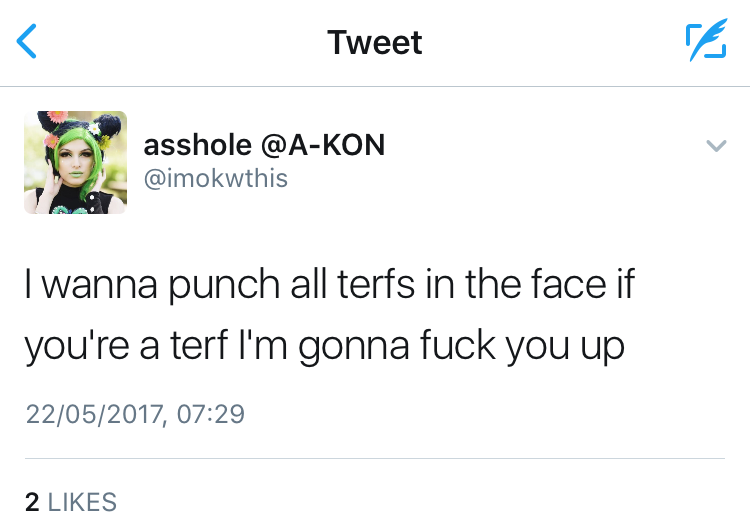 Tweet
asshole @A-KON
@imokwthis
I wanna punch all terfs in the face if
you're a terf I'm gonna fuck you up
22/05/2017, 07:29
2 LIKES